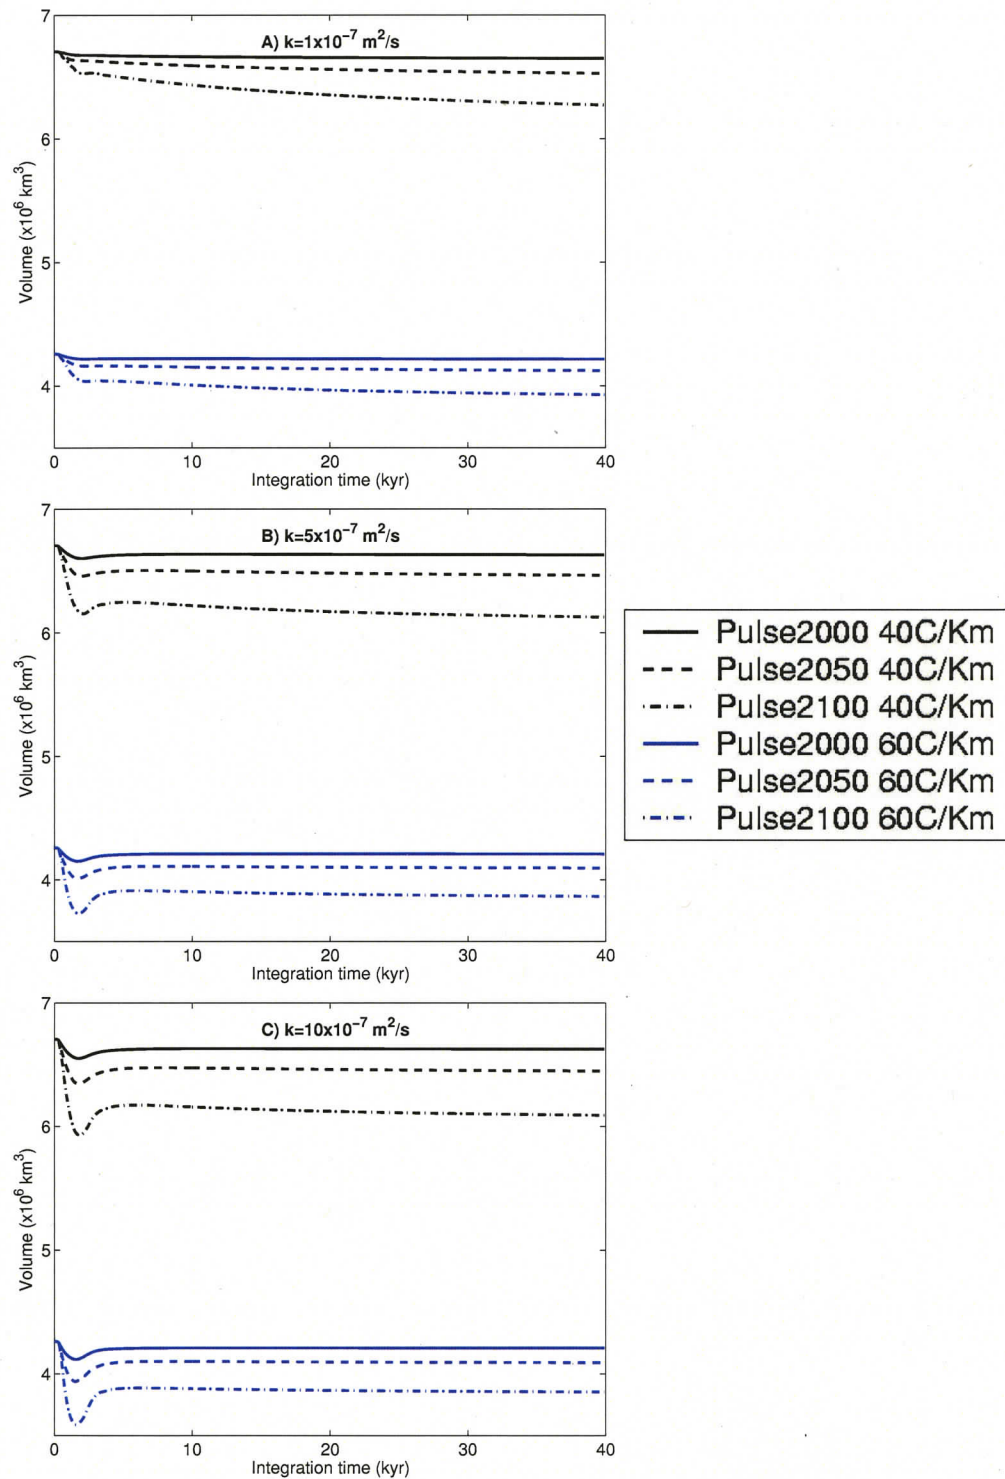 7
6
5
4
0
10
20
30
40
Volume (x10⁶ km³)
A) k=1x10⁻⁷ m²/s
Integration time (kyr)
7
6
5
4
0
10
20
30
40
Volume (x10⁶ km³)
B) k=5x10⁻⁷ m²/s
Integration time (kyr)
Pulse2000 40C/Km
Pulse2050 40C/Km
Pulse2100 40C/Km
Pulse2000 60C/Km
Pulse2050 60C/Km
Pulse2100 60C/Km
7
6
5
4
0
10
20
30
40
Volume (x10⁶ km³)
C) k=10x10⁻⁷ m²/s
Integration time (kyr)